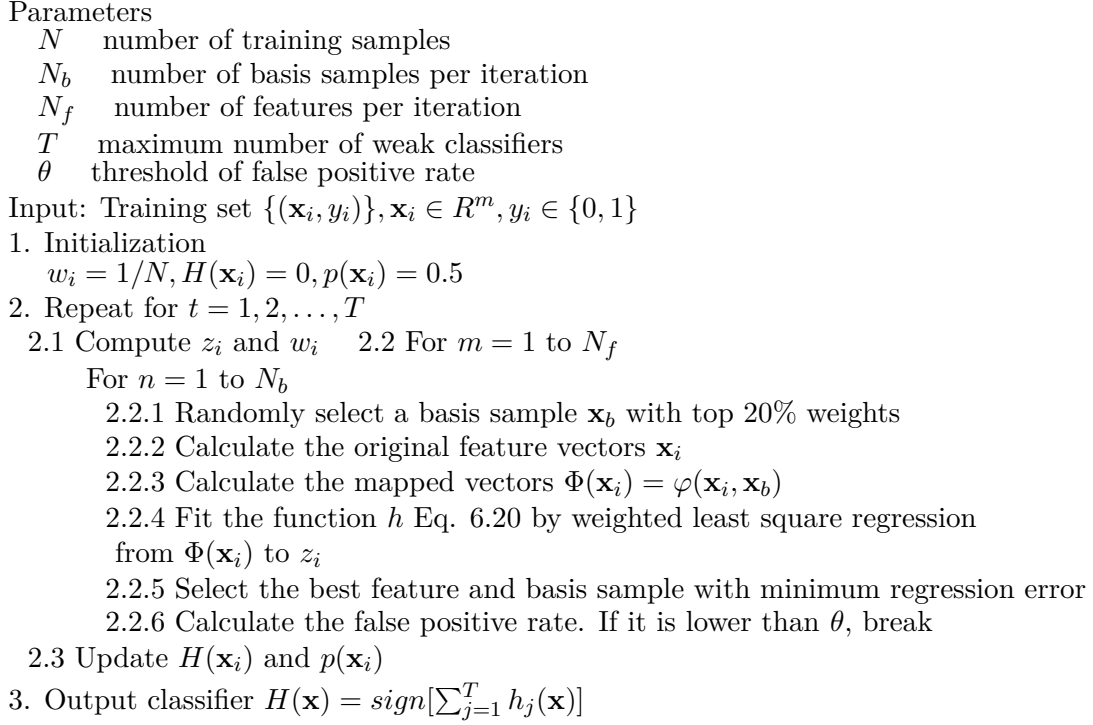 Parameters
N number of training samples
N_b number of basis samples per iteration
N_f number of features per iteration
T maximum number of weak classifiers
θ threshold of false positive rate
Input: Training set {(𝐱_i, y_i)}, 𝐱_i ∈ R^m, y_i ∈ {0, 1}
1. Initialization
w_i = 1/N, H(𝐱_i) = 0, p(𝐱_i) = 0.5
2. Repeat for t = 1, 2, . . . , T
2.1 Compute z_i and w_i 2.2 For m = 1 to N_f
For n = 1 to N_b
2.2.1 Randomly select a basis sample 𝐱_b with top 20% weights
2.2.2 Calculate the original feature vectors 𝐱_i
2.2.3 Calculate the mapped vectors Φ(𝐱_i) = φ(𝐱_i, 𝐱_b)
2.2.4 Fit the function h Eq. 6.20 by weighted least square regression
from Φ(𝐱_i) to z_i
2.2.5 Select the best feature and basis sample with minimum regression error
2.2.6 Calculate the false positive rate. If it is lower than θ, break
2.3 Update H(𝐱_i) and p(𝐱_i)
3. Output classifier H(𝐱) = sign[∑_{j=1}^T h_j(𝐱)]